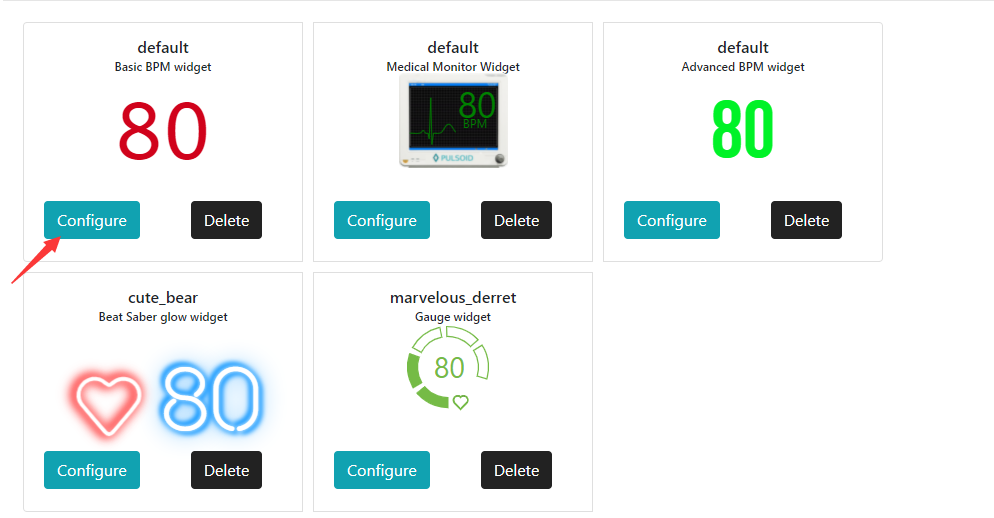 default
Basic BPM widget
80
Configure
Delete
default
Medical Monitor Widget
80
BPM
PULSOID
Configure
Delete
default
Advanced BPM widget
80
Configure
Delete
cute_bear
Beat Saber glow widget
80
Configure
Delete
marvelous_derret
Gauge widget
80
Configure
Delete